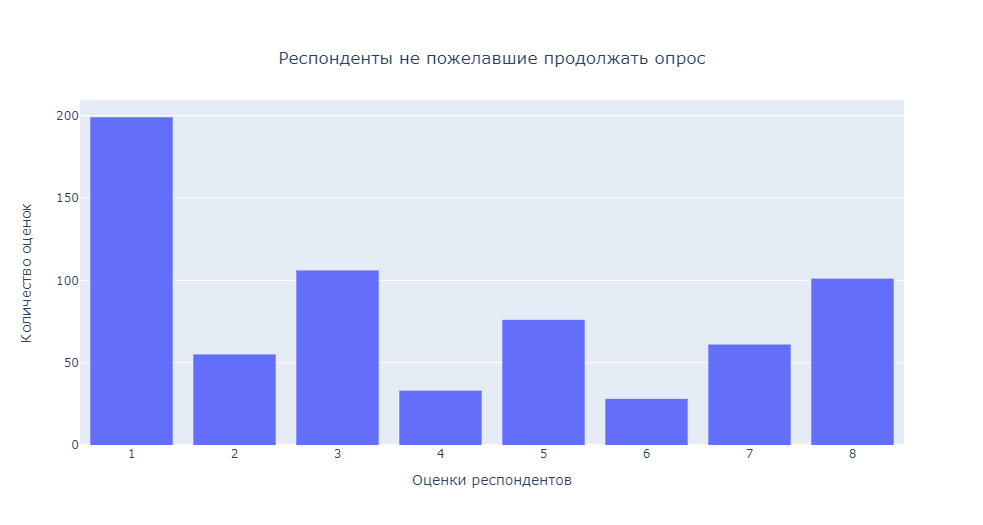 Респонденты не пожелавшие продолжать опрос
200
150
100
50
0
Количество оценок
1 2 3 4 5 6 7 8
Оценки респондентов